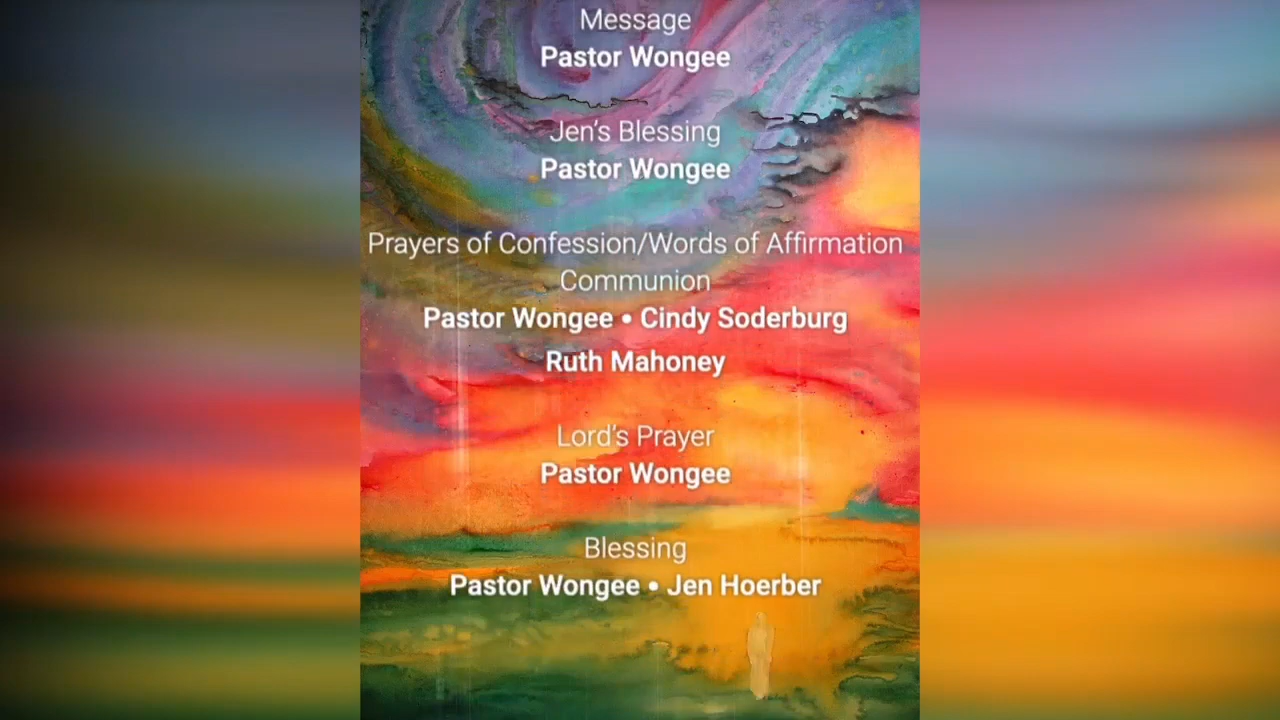 Message
Pastor Wongee
Jen's Blessing
Pastor Wongee
Prayers of Confession/Words of Affirmation
Communion
Pastor Wongee • Cindy Soderburg
Ruth Mahoney
Lord's Prayer
Pastor Wongee
Blessing
Pastor Wongee • Jen Hoerber